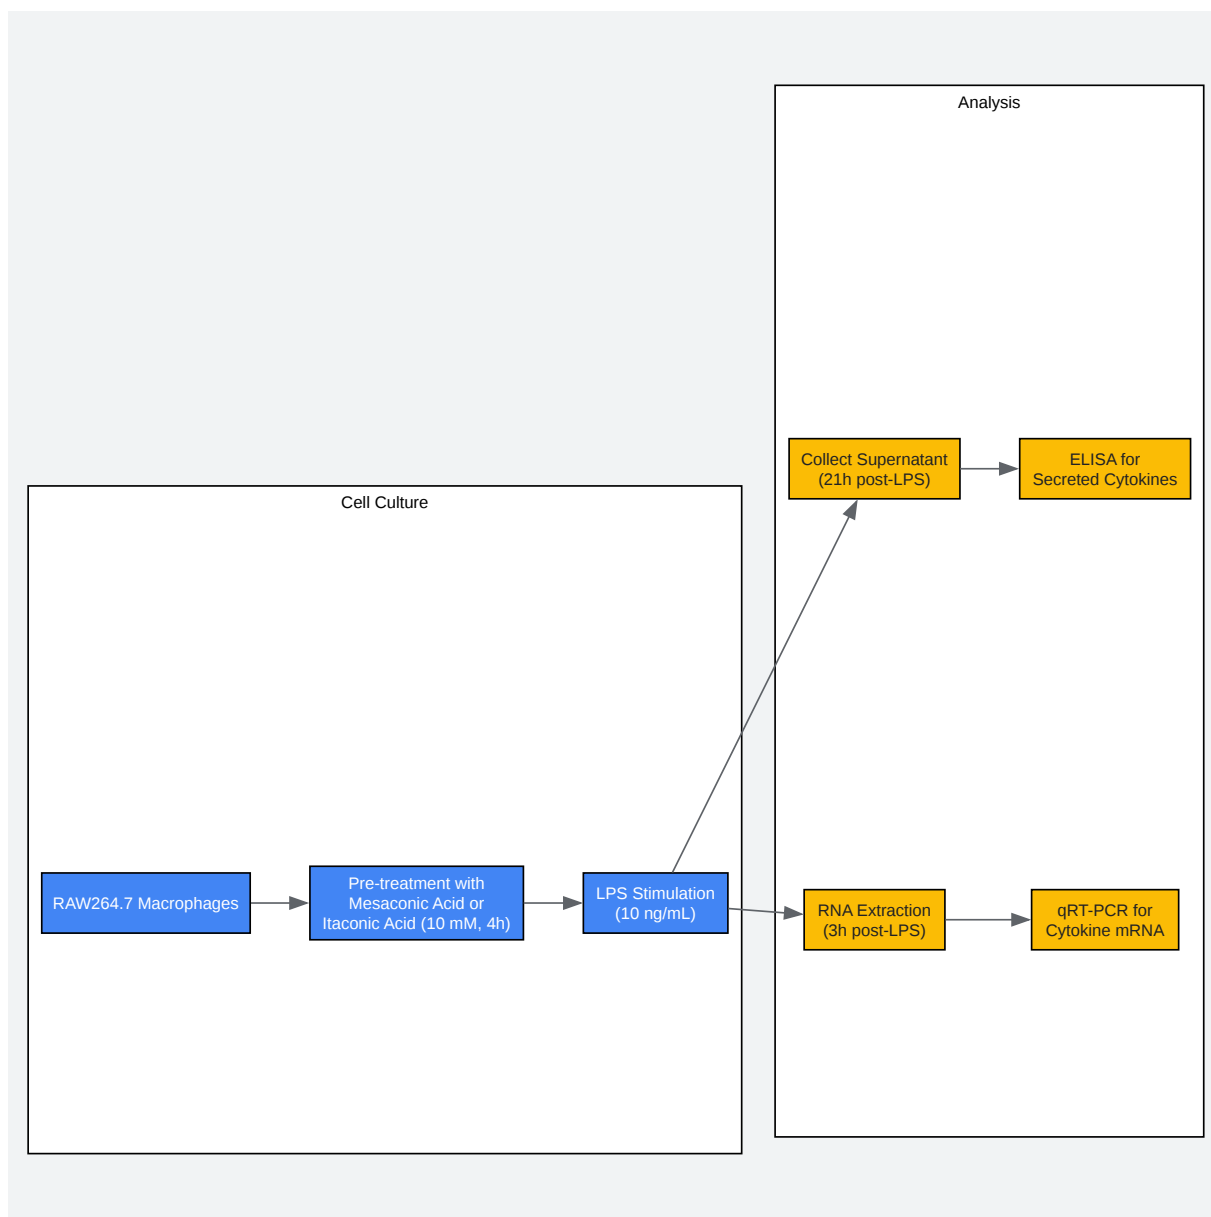 Cell Culture
RAW264.7 Macrophages
Pre-treatment with
Mesaconic Acid or
Itaconic Acid (10 mM, 4h)
LPS Stimulation
(10 ng/mL)
Analysis
Collect Supernatant
(21h post-LPS)
ELISA for
Secreted Cytokines
RNA Extraction
(3h post-LPS)
qRT-PCR for
Cytokine mRNA